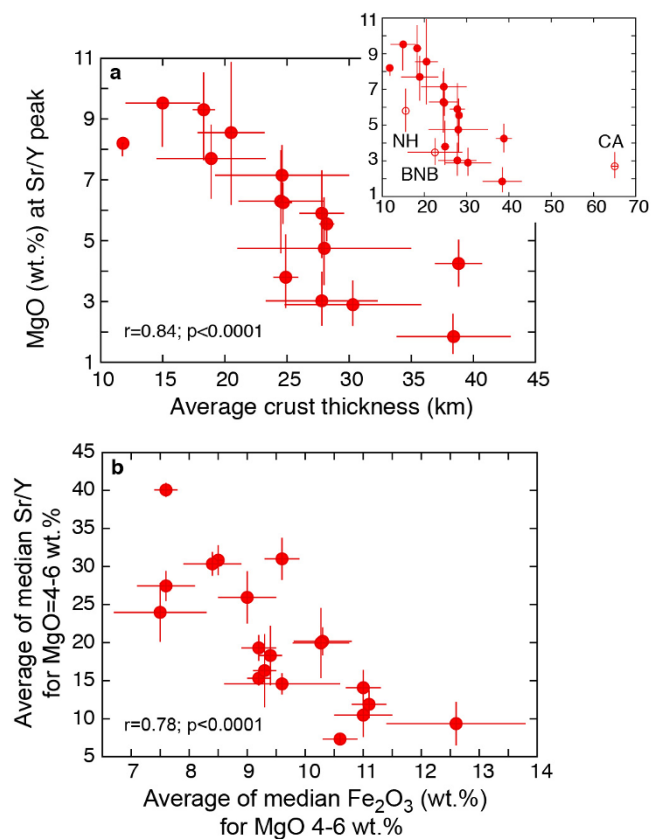 a
MgO (wt.%) at Sr/Y peak
11
9
7
5
3
1
10 15 20 25 30 35 40 45
Average crust thickness (km)
r=0.84; p<0.0001
11
9
7
5
3
1
10 20 30 40 50 60 70
NH
BNB
CA
b
Average of median Sr/Y
for MgO=4-6 wt.%
45
40
35
30
25
20
15
10
5
7 8 9 10 11 12 13 14
r=0.78; p<0.0001
Average of median Fe₂O₃ (wt.%)
for MgO 4-6 wt.%